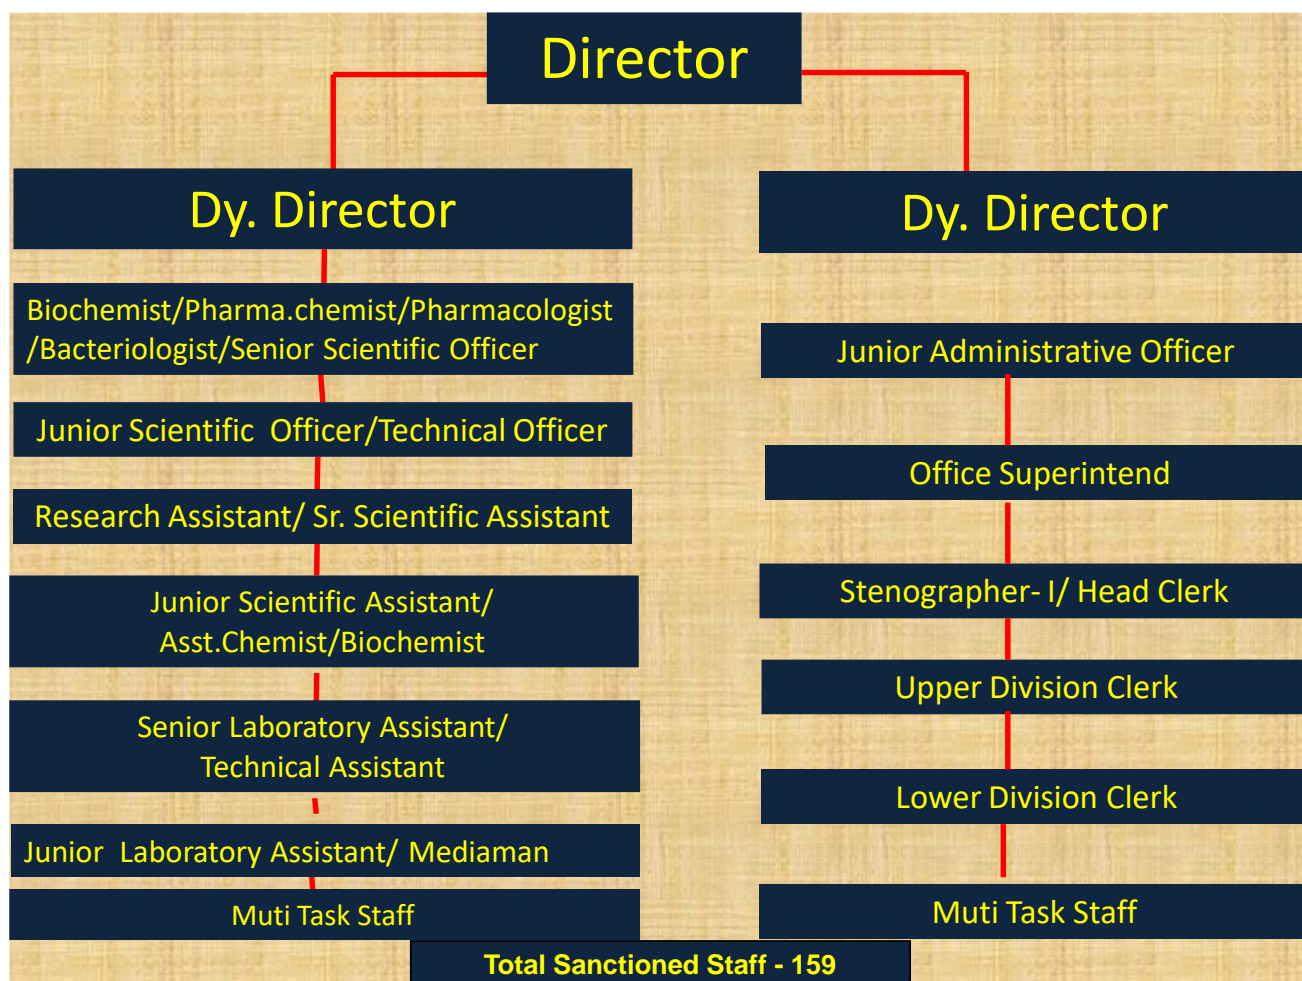 Director
Dy. Director
Biochemist/Pharma.chemist/Pharmacologist
/Bacteriologist/Senior Scientific Officer
Junior Scientific Officer/Technical Officer
Research Assistant/ Sr. Scientific Assistant
Junior Scientific Assistant/
Asst.Chemist/Biochemist
Senior Laboratory Assistant/
Technical Assistant
Junior Laboratory Assistant/ Mediaman
Muti Task Staff
Dy. Director
Junior Administrative Officer
Office Superintend
Stenographer- I/ Head Clerk
Upper Division Clerk
Lower Division Clerk
Muti Task Staff
Total Sanctioned Staff - 159